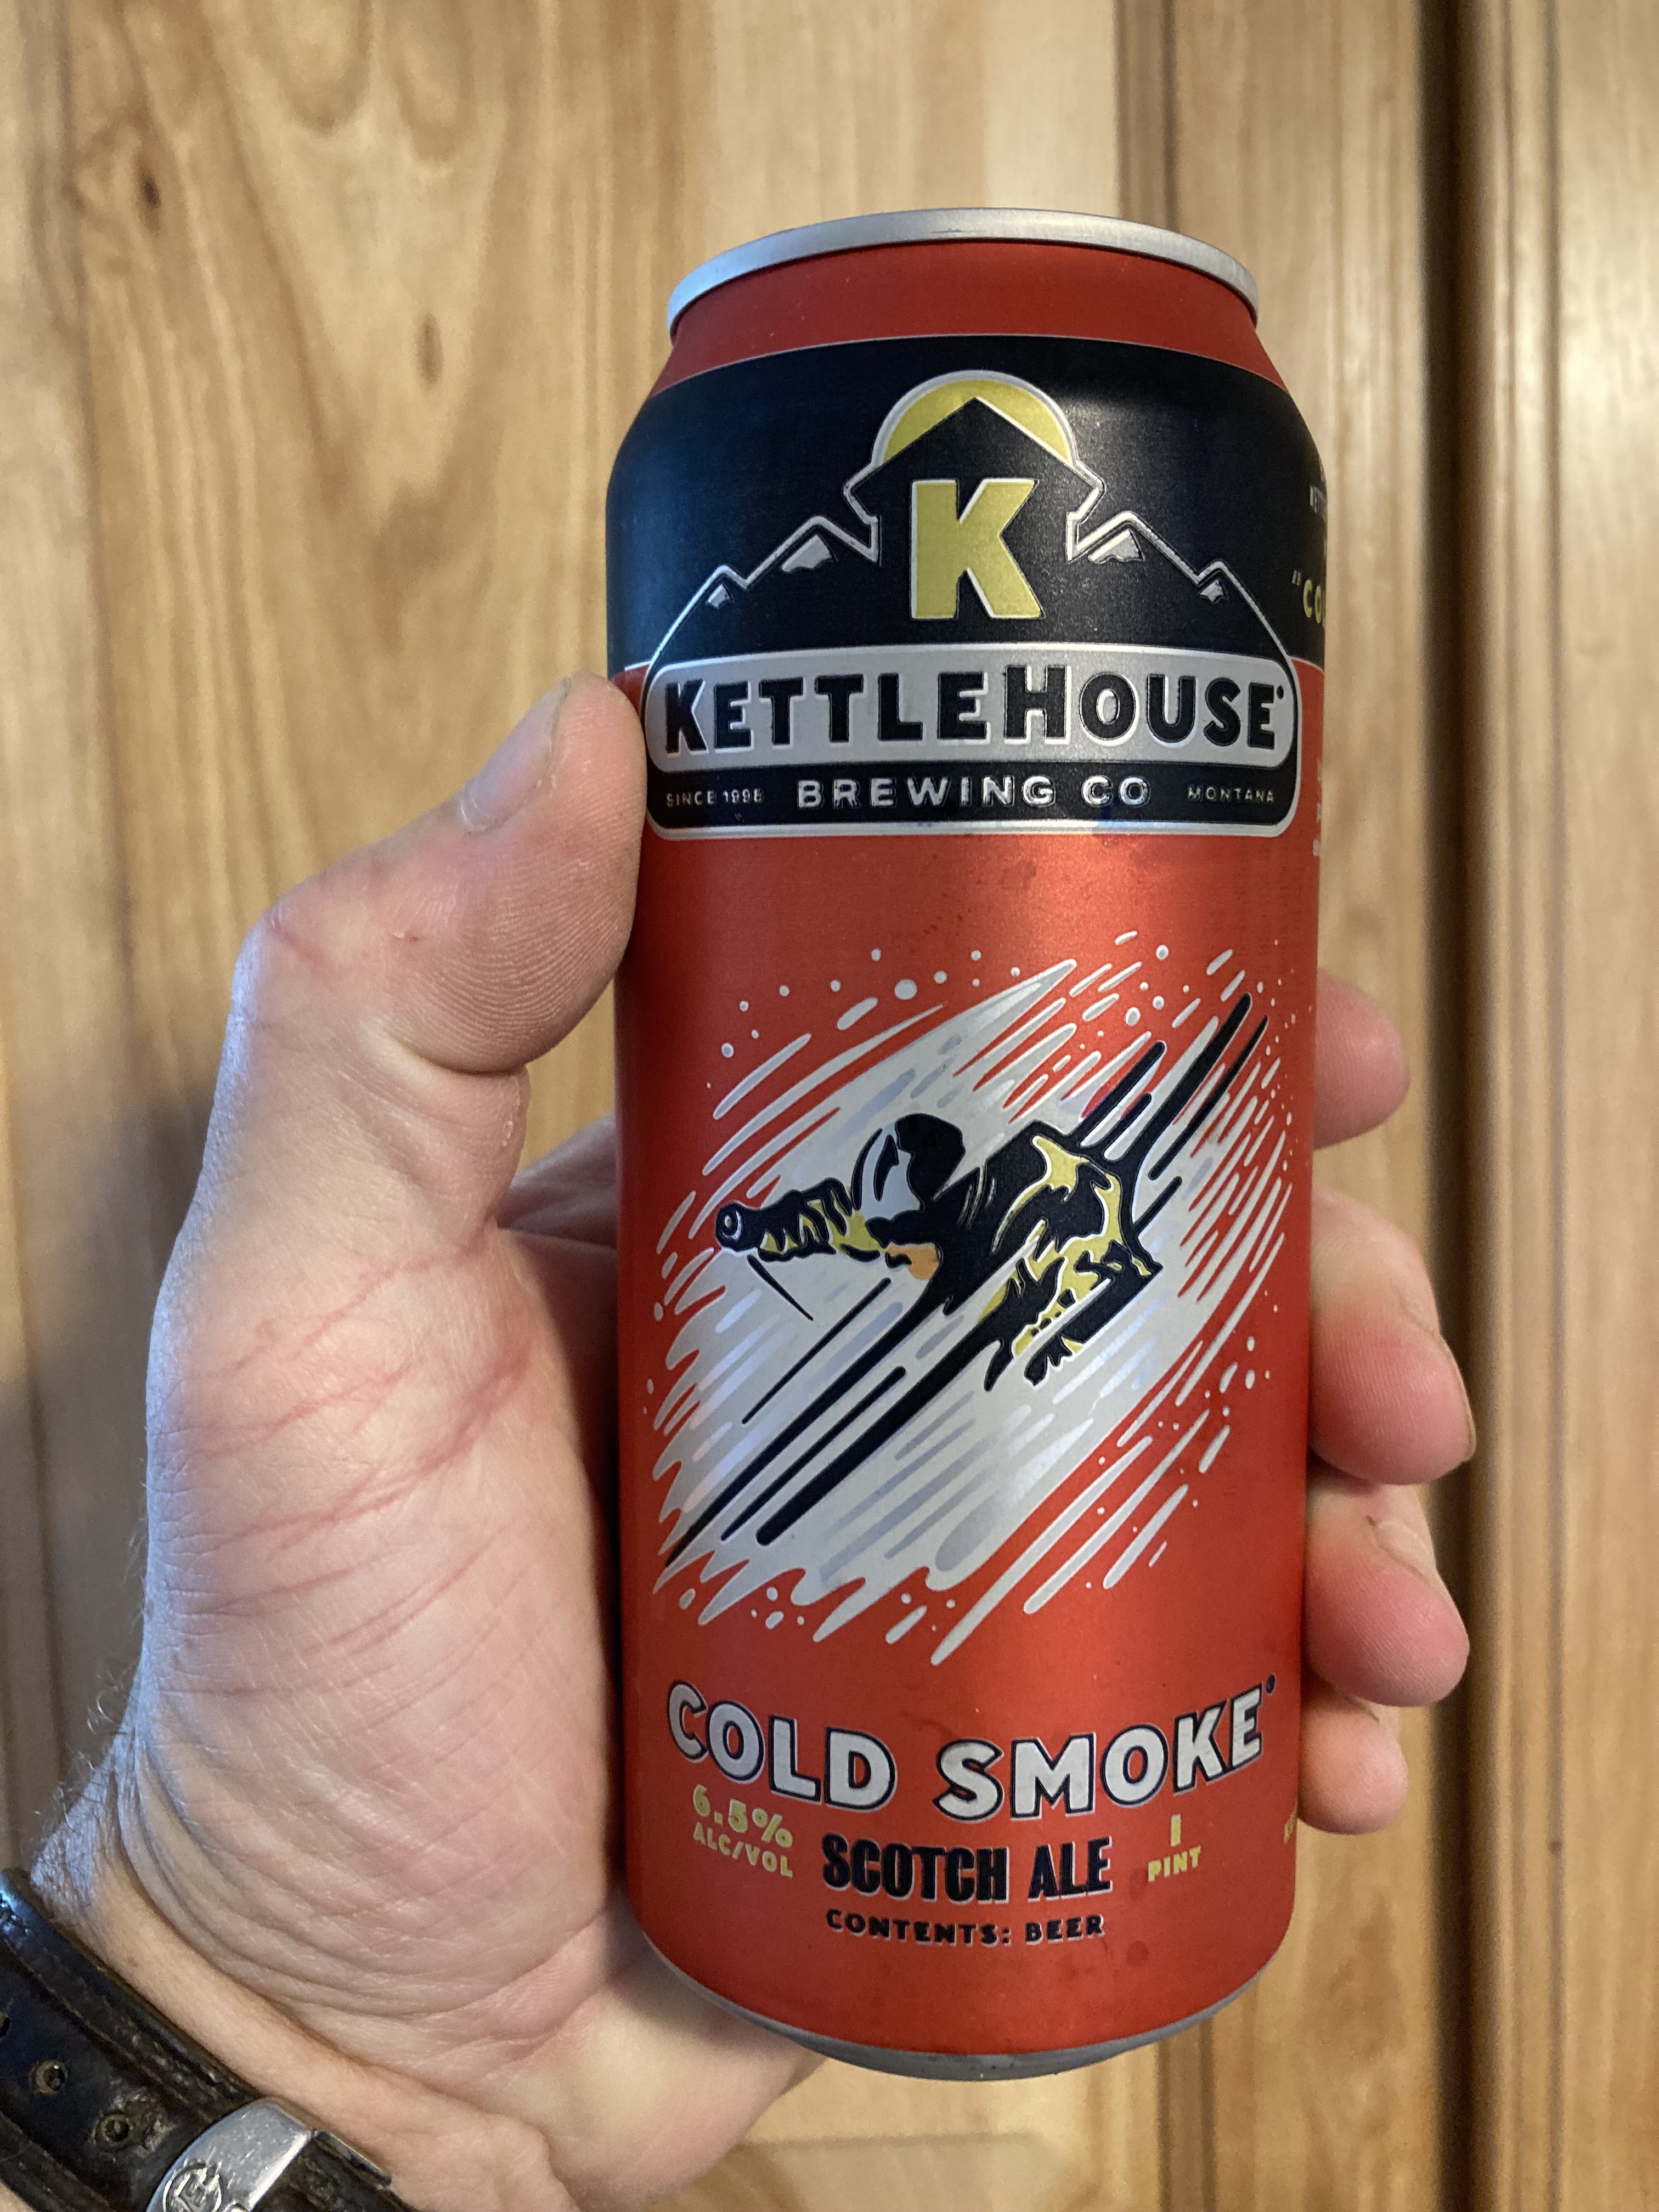 K
KETTLEHOUSE®
SINCE 1995 BREWING CO MONTANA
COLD SMOKE®
6.5%
ALC/VOL
SCOTCH ALE
1
PINT
CONTENTS: BEER